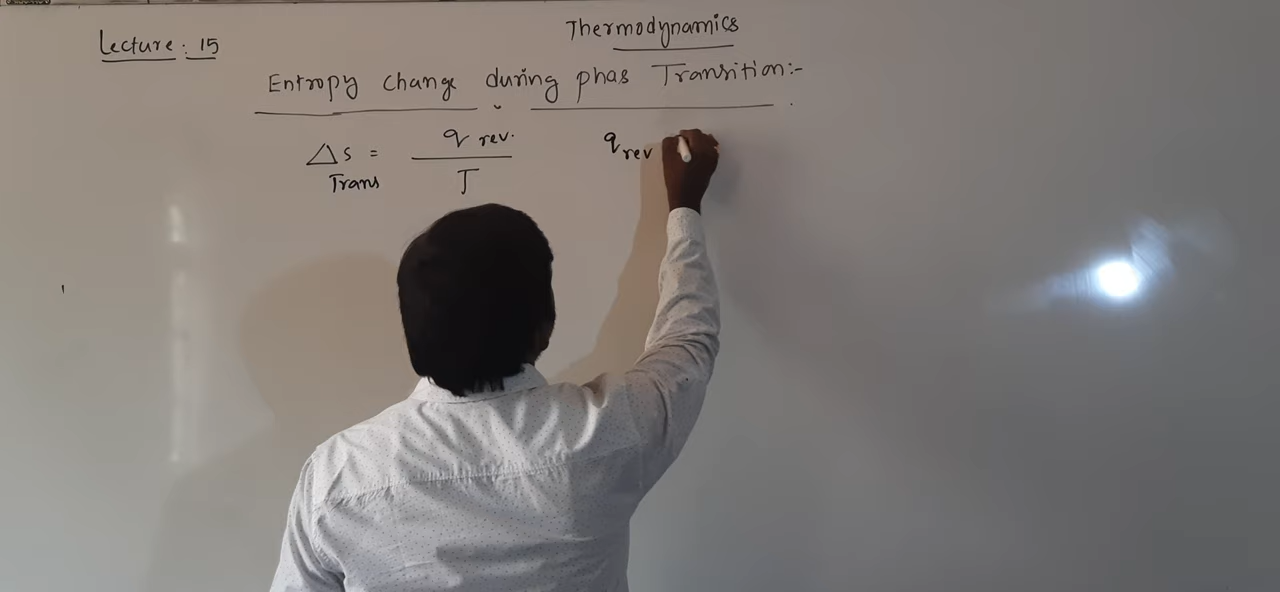 Thermodynamics
Lecture: 15
Entropy change during phas Transition:-
ΔS = q rev. / T
Trans
q rev